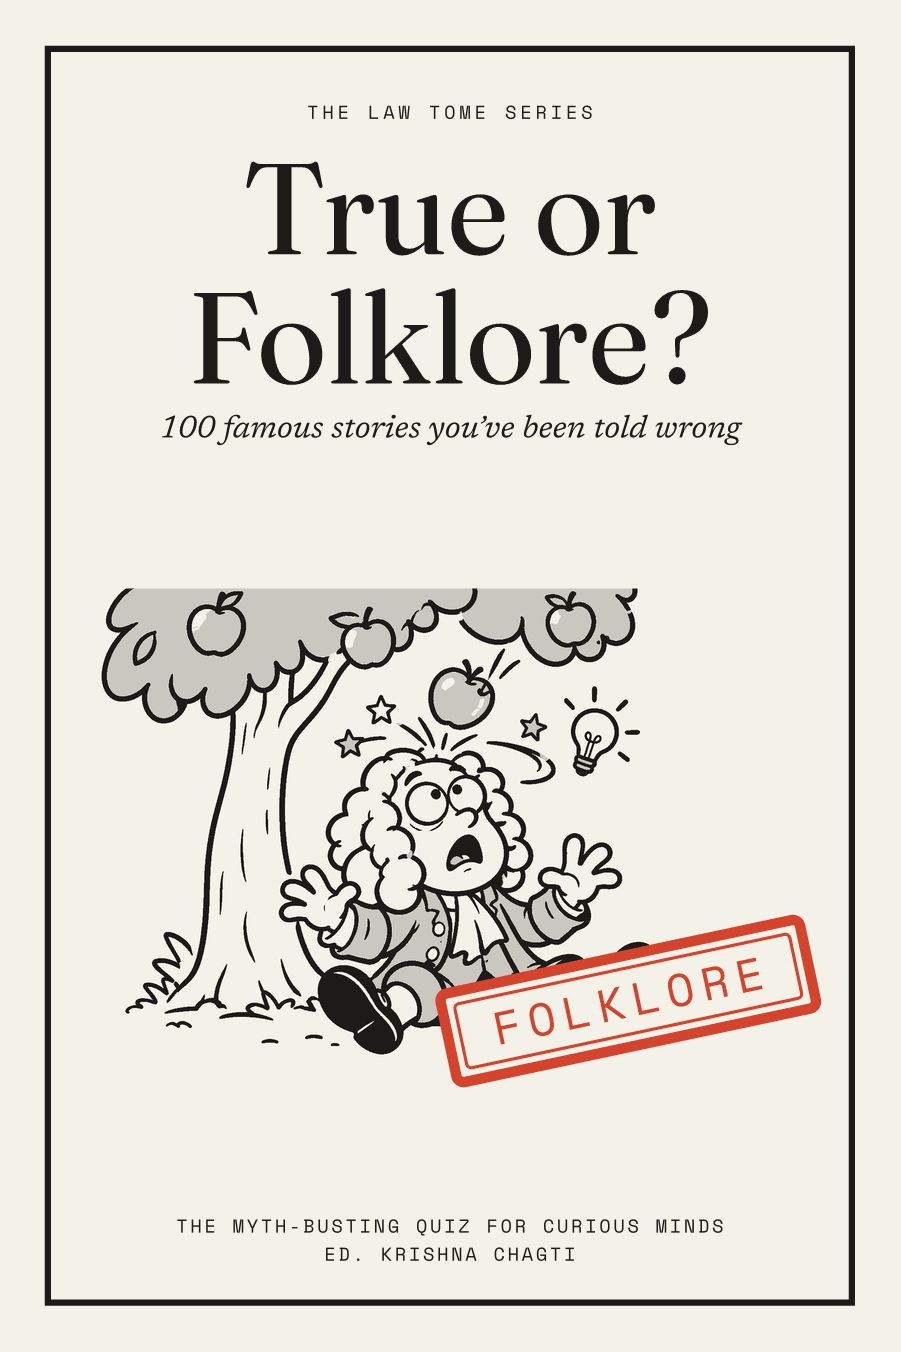 THE LAW TOME SERIES
True or
Folklore?
100 famous stories you’ve been told wrong
FOLKLORE
THE MYTH-BUSTING QUIZ FOR CURIOUS MINDS
ED. KRISHNA CHAGTI